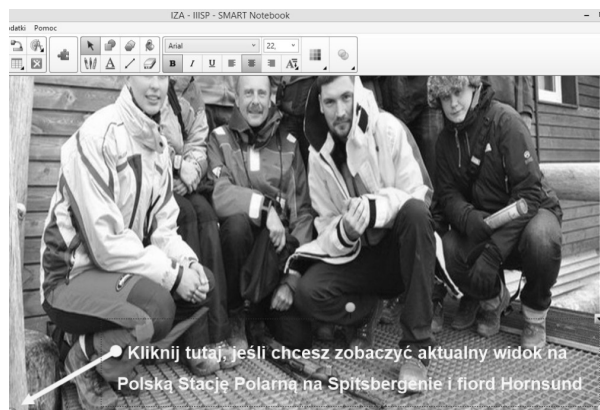 IZA - IIISP - SMART Notebook
odatki Pomoc
Arial 22,
B I U A
Kliknij tutaj, jeśli chcesz zobaczyć aktualny widok na
Polską Stację Polarną na Spitsbergenie i fiord Hornsund